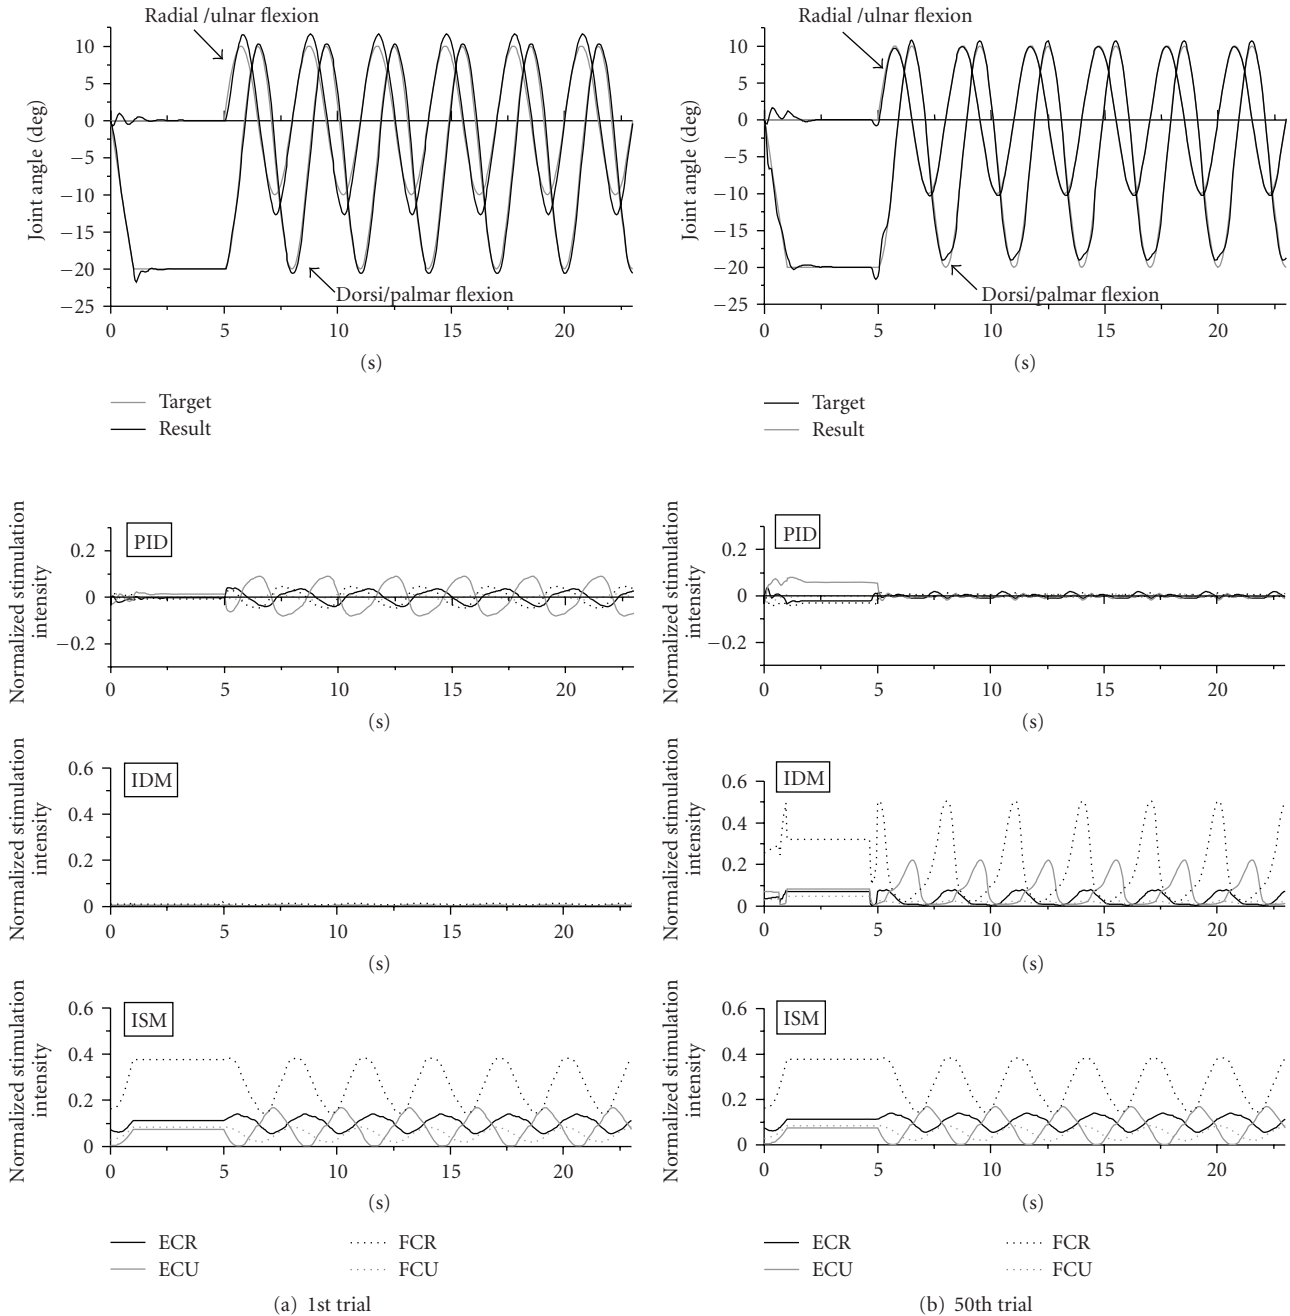 Radial /ulnar flexion
10
5
0
−5
−10
−15
−20
−25
Joint angle (deg)
Dorsi/palmar flexion
0 5 10 15 20
(s)
Target
Result
Radial /ulnar flexion
10
5
0
−5
−10
−15
−20
−25
Joint angle (deg)
Dorsi/palmar flexion
0 5 10 15 20
(s)
Target
Result
Normalized stimulation
intensity
PID
0.2
0
−0.2
0 5 10 15 20
(s)
Normalized stimulation
intensity
PID
0.2
0
−0.2
0 5 10 15 20
(s)
Normalized stimulation
intensity
IDM
0.6
0.4
0.2
0
0 5 10 15 20
(s)
Normalized stimulation
intensity
IDM
0.6
0.4
0.2
0
0 5 10 15 20
(s)
Normalized stimulation
intensity
ISM
0.6
0.4
0.2
0
0 5 10 15 20
(s)
ECR FCR
ECU FCU
(a) 1st trial
Normalized stimulation
intensity
ISM
0.6
0.4
0.2
0
0 5 10 15 20
(s)
ECR FCR
ECU FCU
(b) 50th trial